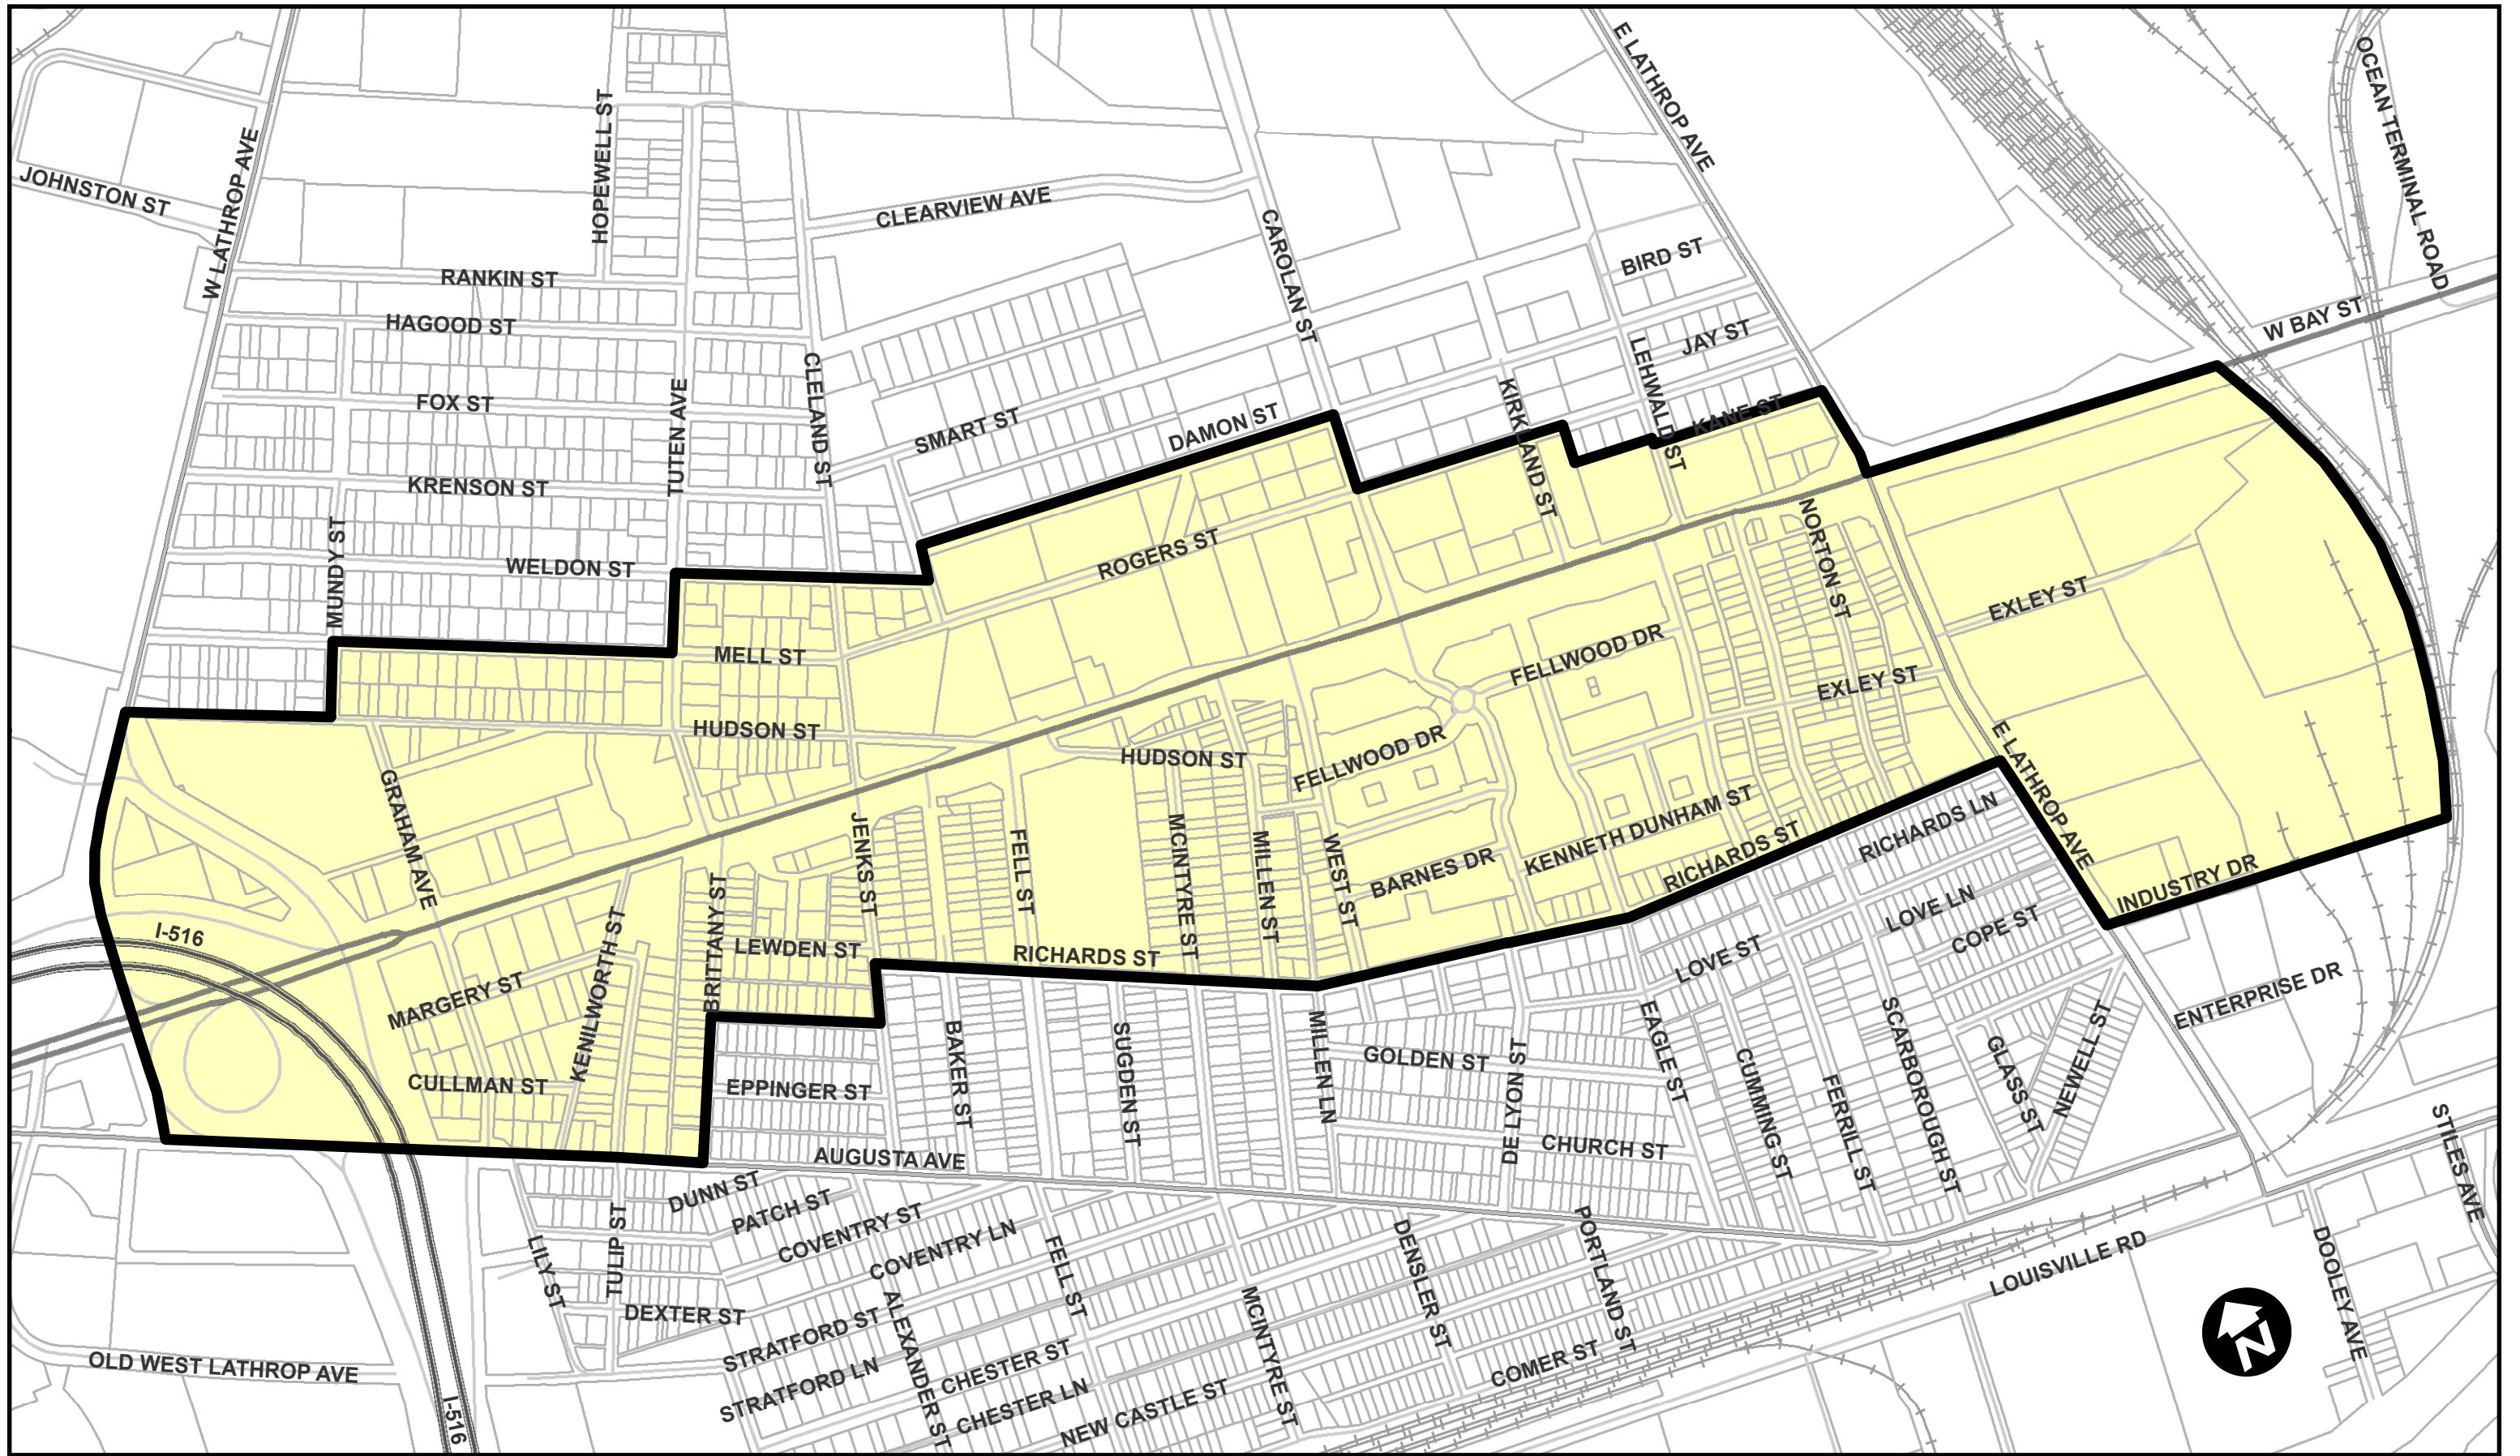 E LATHROP AVE
OCEAN TERMINAL ROAD
HOPEWELL ST
W LATHROP AVE
JOHNSTON ST
CLEARVIEW AVE
CAROLAN ST
BIRD ST
RANKIN ST
W BAY ST
HAGOOD ST
JAY ST
LEHWALD ST
CLELAND ST
FOX ST
TUTEN AVE
KIRKLAND ST
KANE ST
SMART ST
DAMON ST
KRENSON ST
MUNDY ST
WELDON ST
ROGERS ST
NORTON ST
EXLEY ST
MELL ST
FELLWOOD DR
EXLEY ST
HUDSON ST
HUDSON ST
FELLWOOD DR
E LATHROP AVE
GRAHAM AVE
JENKS ST
FELL ST
MCINTYRE ST
MILLEN ST
WEST ST
BARNES DR
KENNETH DUNHAM ST
RICHARDS ST
RICHARDS LN
INDUSTRY DR
I-516
KENILWORTH ST
BRITTANY ST
LEWDEN ST
RICHARDS ST
LOVE LN
COPE ST
LOVE ST
MARGERY ST
ENTERPRISE DR
CULLMAN ST
EPPINGER ST
BAKER ST
SUGDEN ST
MILLEN LN
GOLDEN ST
DE LYON ST
EAGLE ST
CUMMING ST
FERRILL ST
SCARBOROUGH ST
GLASS ST
NEWELL ST
STILES AVE
AUGUSTA AVE
CHURCH ST
DUNN ST
PATCH ST
COVENTRY ST
COVENTRY LN
LILY ST
TULIP ST
FELL ST
DENSLER ST
PORTLAND ST
LOUISVILLE RD
DOOLEY AVE
DEXTER ST
STRATFORD ST
STRATFORD LN
ALEXANDER ST
CHESTER ST
CHESTER LN
MCINTYRE ST
COMER ST
NEW CASTLE ST
OLD WEST LATHROP AVE
I-516
N